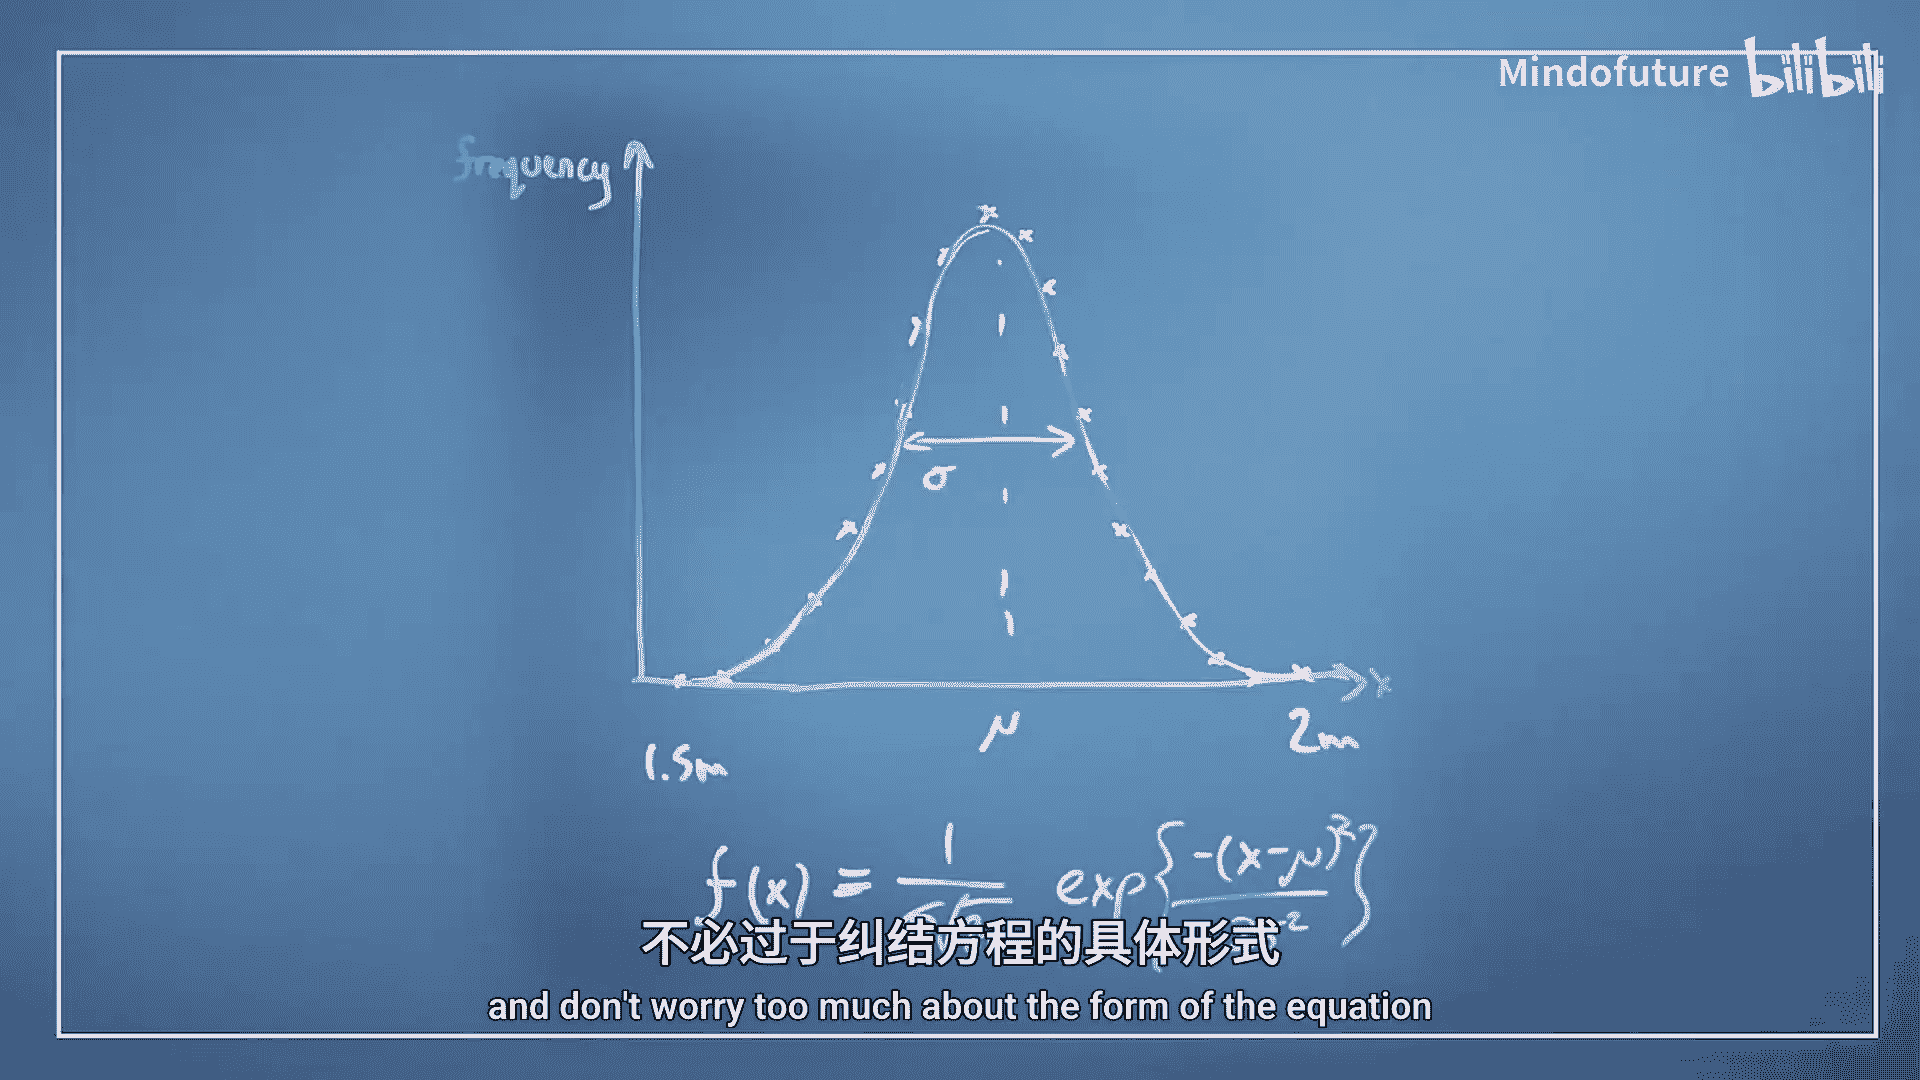 Mindofuture bilibili
frequency
σ
x
μ
2m
1.5m
f(x) = 1 exp{-(x-μ)²}
不必过于纠结方程的具体形式
and don't worry too much about the form of the equation